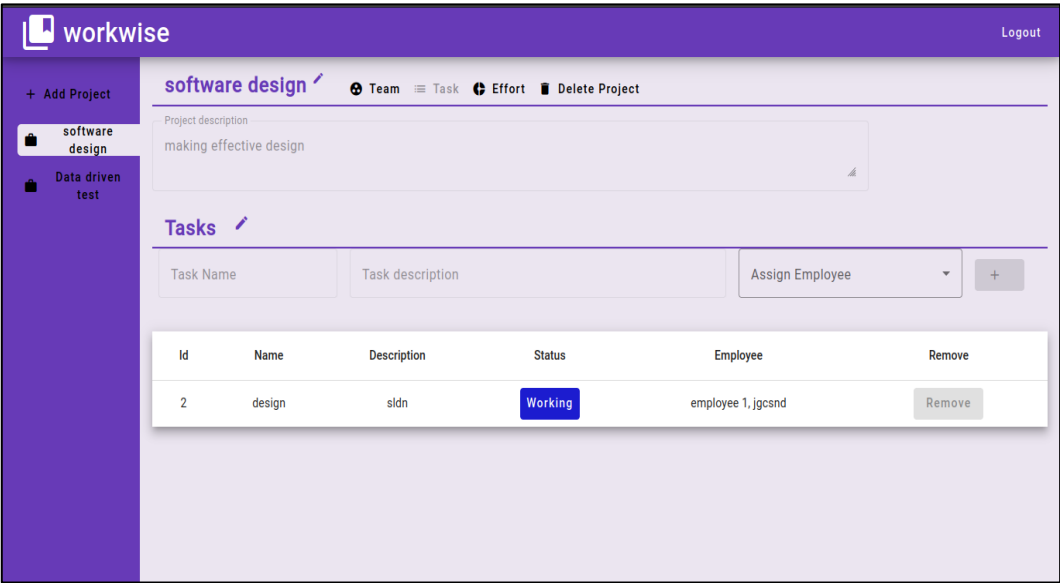 workwise
Logout
+ Add Project
software
design
Data driven
test
software design
Team
Task
Effort
Delete Project
Project description
making effective design
Tasks
Task Name
Task description
Assign Employee
+
Id Name Description Status Employee Remove
2 design sldn Working employee 1, jgcsnd Remove